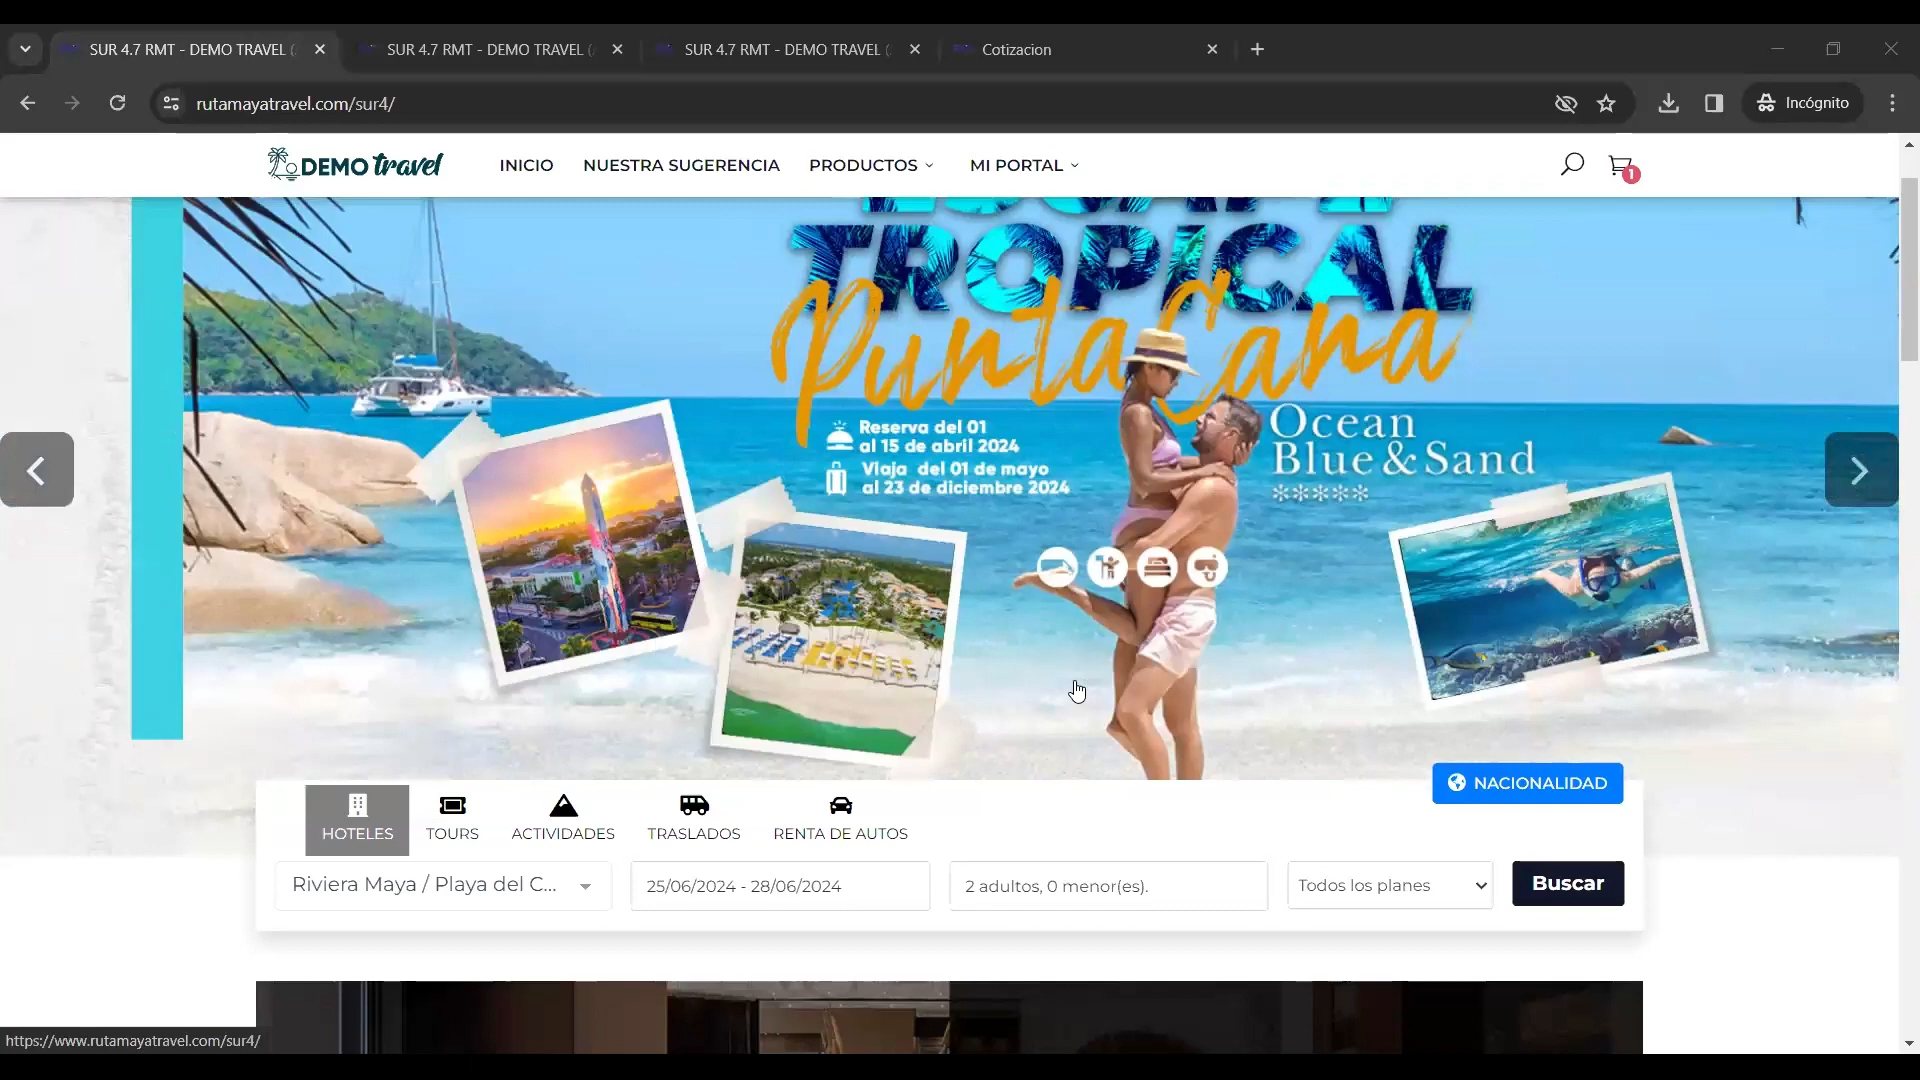 SUR 4.7 RMT - DEMO TRAVEL (
SUR 4.7 RMT - DEMO TRAVEL (
SUR 4.7 RMT - DEMO TRAVEL (
Cotizacion
rutamayatravel.com/sur4/
Incógnito
DEMO travel
INICIO
NUESTRA SUGERENCIA
PRODUCTOS
MI PORTAL
1
TROPICAL
Punta Cana
Reserva del 01
al 15 de abril 2024
Viaja del 01 de mayo
al 23 de diciembre 2024
Ocean
Blue & Sand
*****
NACIONALIDAD
HOTELES
TOURS
ACTIVIDADES
TRASLADOS
RENTA DE AUTOS
Riviera Maya / Playa del C...
25/06/2024 - 28/06/2024
2 adultos, 0 menor(es).
Todos los planes
Buscar
https://www.rutamayatravel.com/sur4/